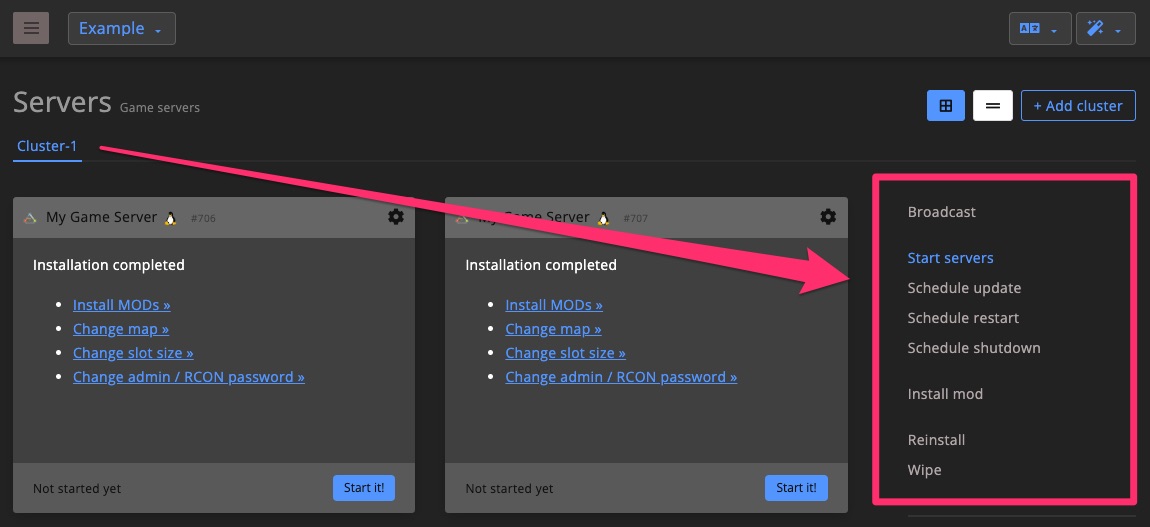 Example
Servers Game servers
+ Add cluster
Cluster-1
My Game Server #706
Installation completed
Install MODs »
Change map »
Change slot size »
Change admin / RCON password »
Not started yet
Start it!
My Game Server #707
Installation completed
Install MODs »
Change map »
Change slot size »
Change admin / RCON password »
Not started yet
Start it!
Broadcast
Start servers
Schedule update
Schedule restart
Schedule shutdown
Install mod
Reinstall
Wipe